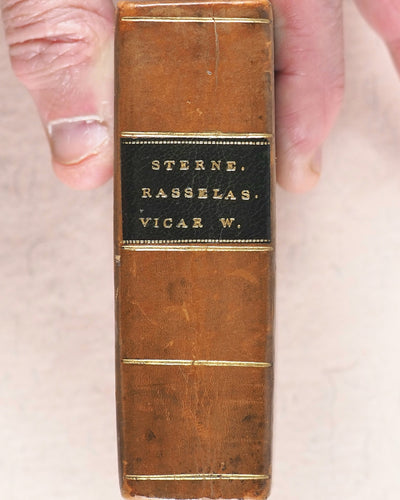 STERNE.
RASSELAS.
VICAR W.